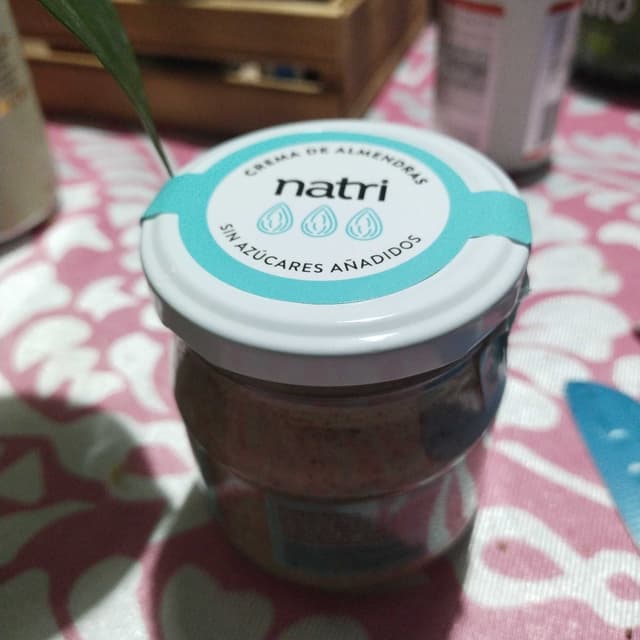 CREMA DE ALMENDRAS
natri
SIN AZÚCARES AÑADIDOS